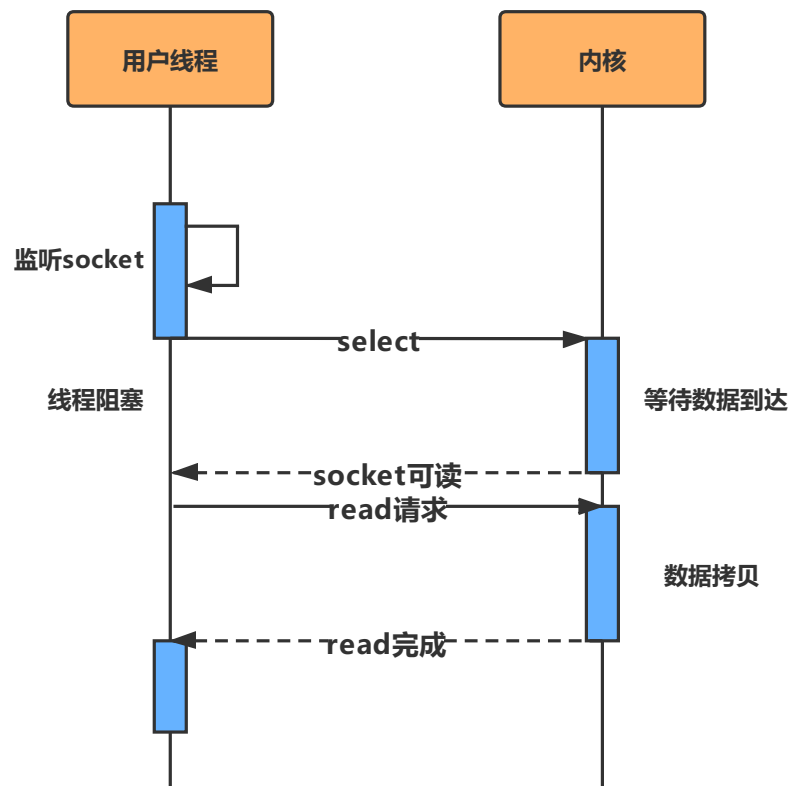 用户线程
内核
监听socket
select
线程阻塞
等待数据到达
socket可读
read请求
数据拷贝
read完成